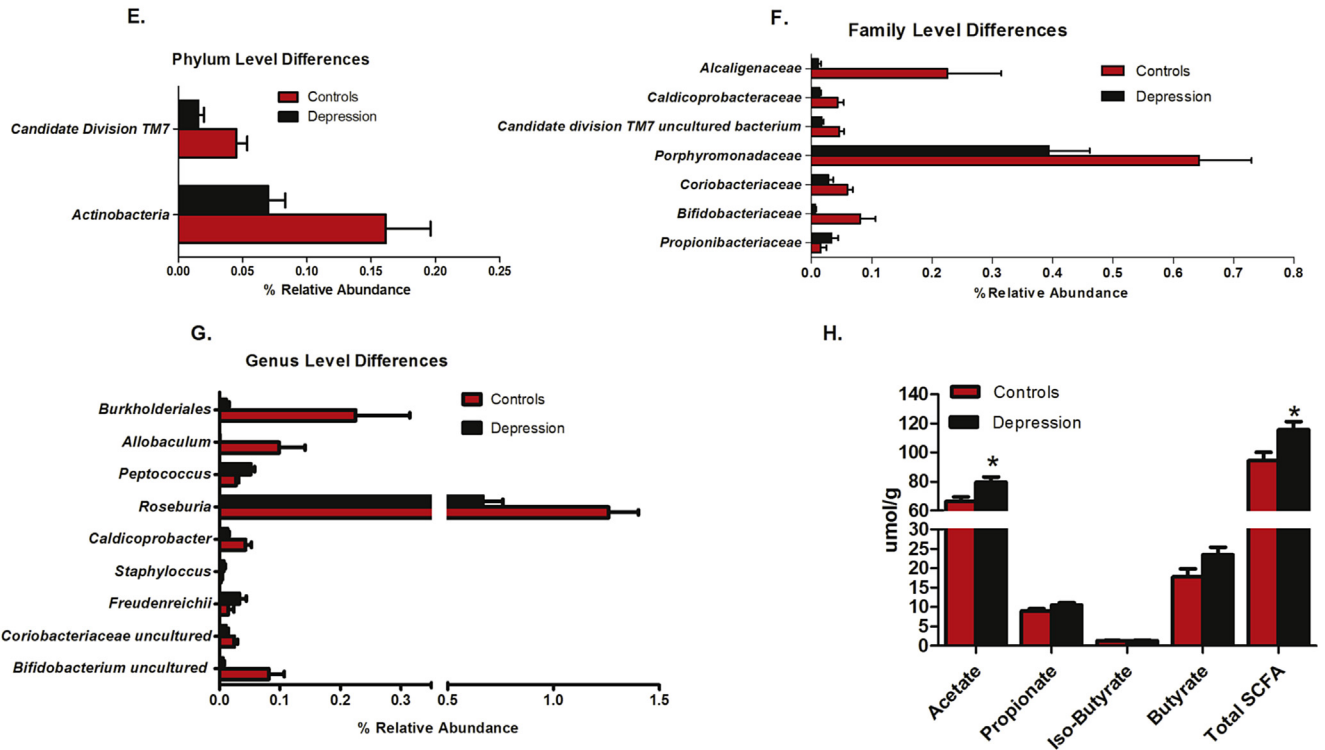 E.
Phylum Level Differences
Controls
Depression
Candidate Division TM7
Actinobacteria
0.00 0.05 0.10 0.15 0.20 0.25
% Relative Abundance
F.
Family Level Differences
Controls
Depression
Alcaligenaceae
Caldicoprobacteraceae
Candidate division TM7 uncultured bacterium
Porphyromonadaceae
Coriobacteriaceae
Bifidobacteriaceae
Propionibacteriaceae
0.0 0.1 0.2 0.3 0.4 0.5 0.6 0.7 0.8
% Relative Abundance
G.
Genus Level Differences
Controls
Depression
Burkholderiales
Allobaculum
Peptococcus
Roseburia
Caldicoprobacter
Staphyloccus
Freudenreichii
Coriobacteriaceae uncultured
Bifidobacterium uncultured
0.0 0.1 0.2 0.3 0.5 1.0 1.5
% Relative Abundance
H.
Controls
Depression
umol/g
140
120
100
80
60
30
25
20
15
10
5
0
*
*
Acetate
Propionate
Iso-Butyrate
Butyrate
Total SCFA